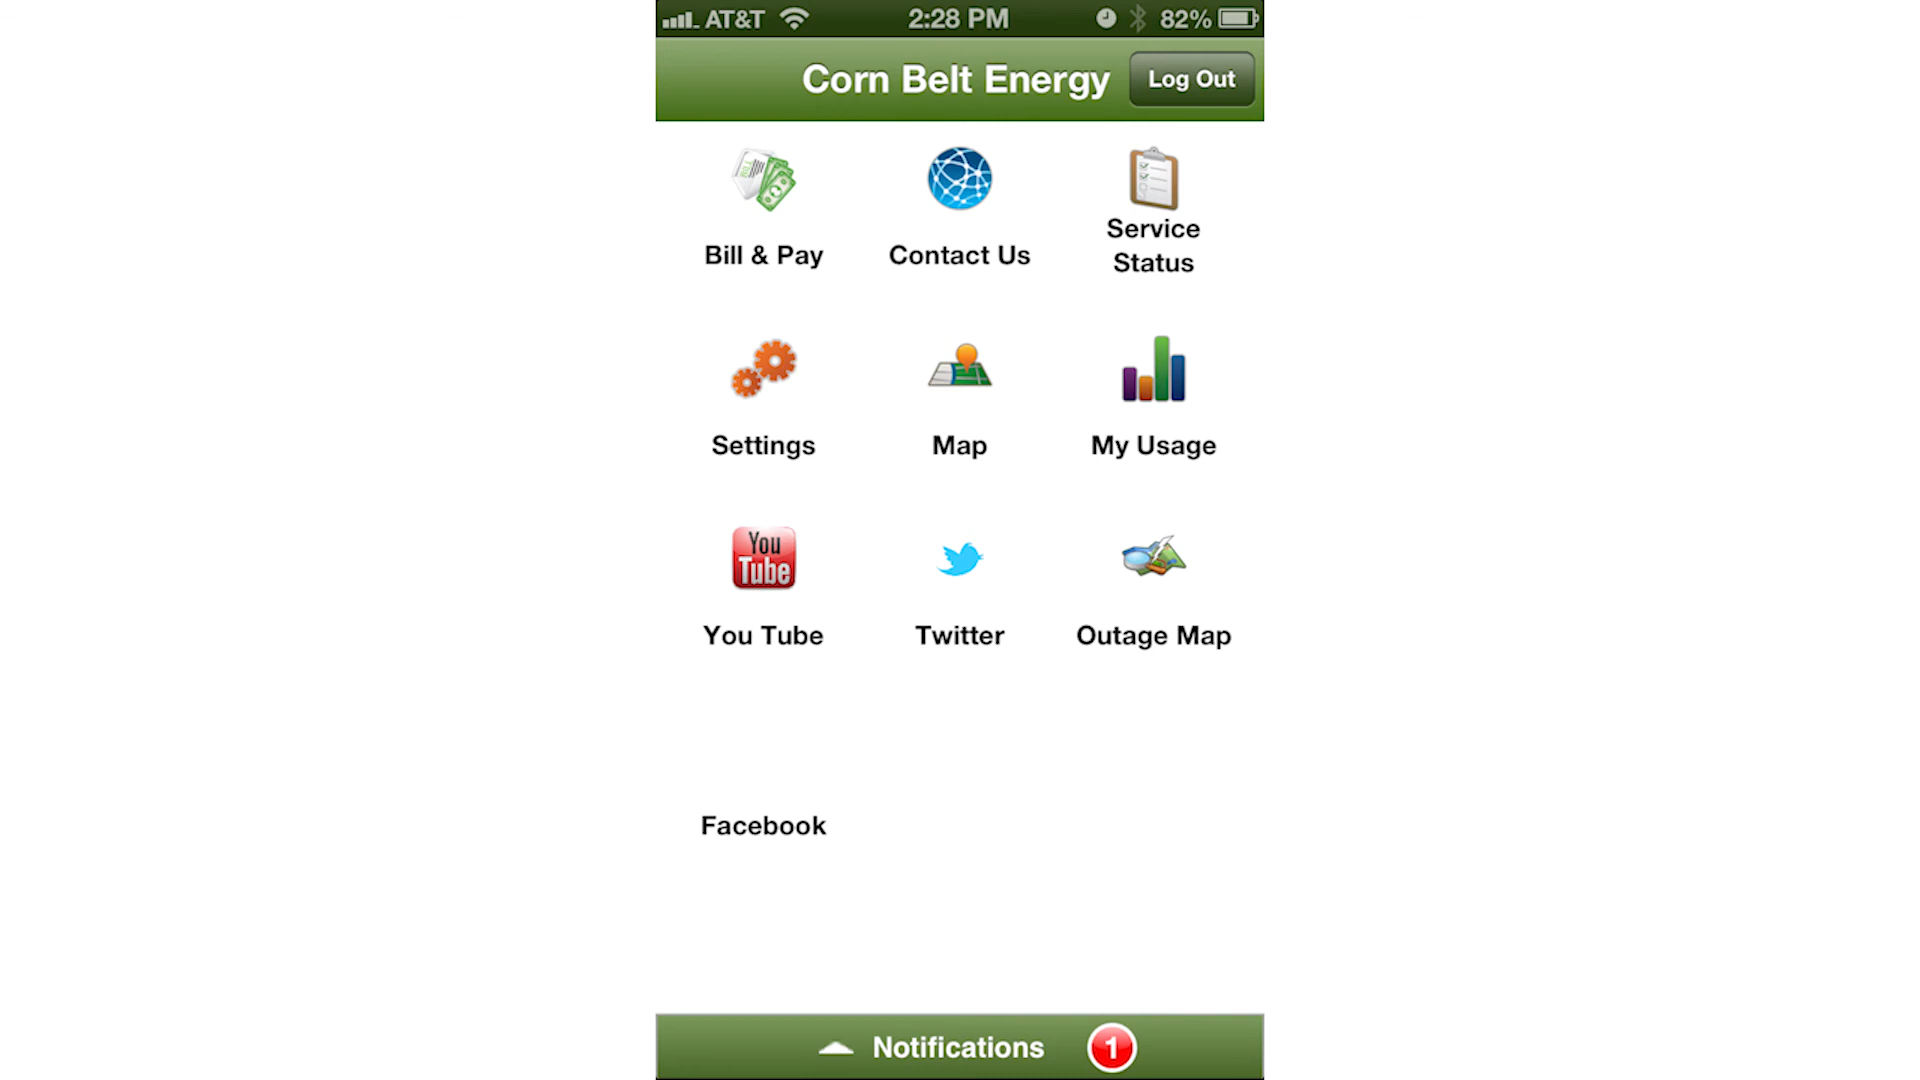 AT&T 2:28 PM 82%
Corn Belt Energy Log Out
Bill & Pay Contact Us Service Status
Settings Map My Usage
You Tube
You Tube Twitter Outage Map
Facebook
Notifications 1